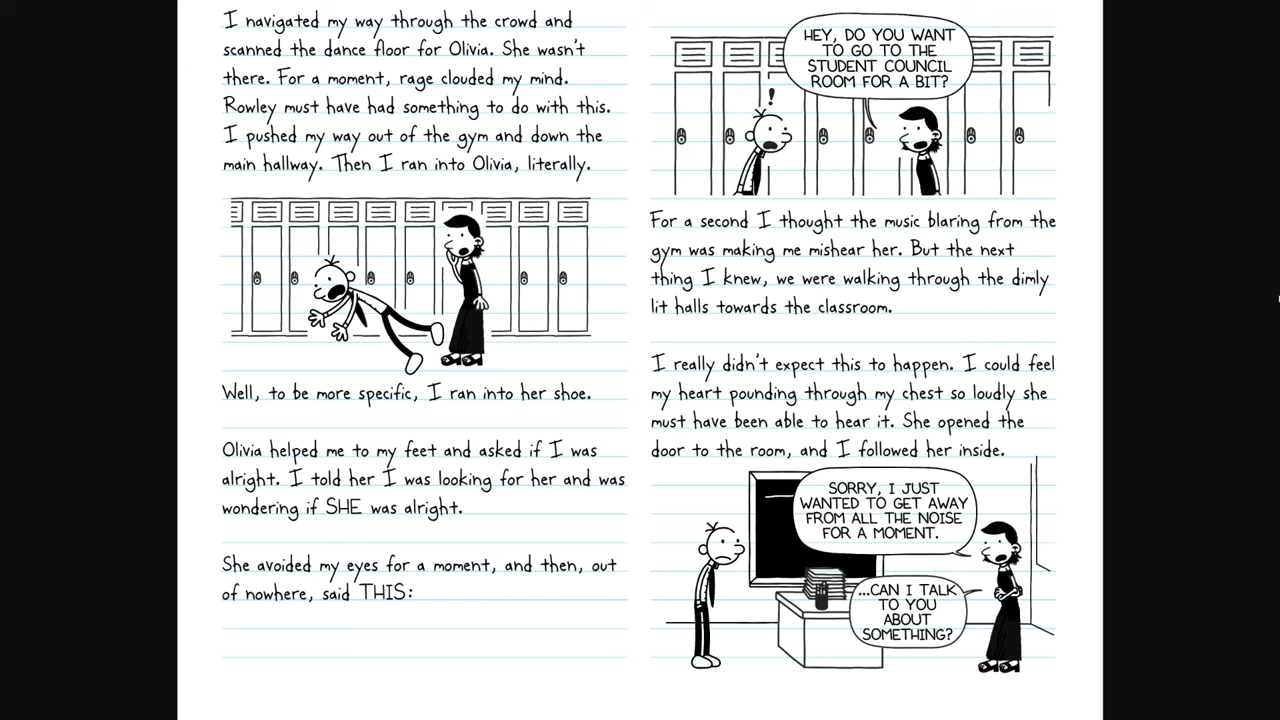 I navigated my way through the crowd and
scanned the dance floor for Olivia. She wasn't
there. For a moment, rage clouded my mind.
Rowley must have had something to do with this.
I pushed my way out of the gym and down the
main hallway. Then I ran into Olivia, literally.
Well, to be more specific, I ran into her shoe.
Olivia helped me to my feet and asked if I was
alright. I told her I was looking for her and was
wondering if SHE was alright.
She avoided my eyes for a moment, and then, out
of nowhere, said THIS:
HEY, DO YOU WANT
TO GO TO THE
STUDENT COUNCIL
ROOM FOR A BIT?
!
For a second I thought the music blaring from the
gym was making me mishear her. But the next
thing I knew, we were walking through the dimly
lit halls towards the classroom.
I really didn't expect this to happen. I could feel
my heart pounding through my chest so loudly she
must have been able to hear it. She opened the
door to the room, and I followed her inside.
SORRY, I JUST
WANTED TO GET AWAY
FROM ALL THE NOISE
FOR A MOMENT.
...CAN I TALK
TO YOU
ABOUT
SOMETHING?